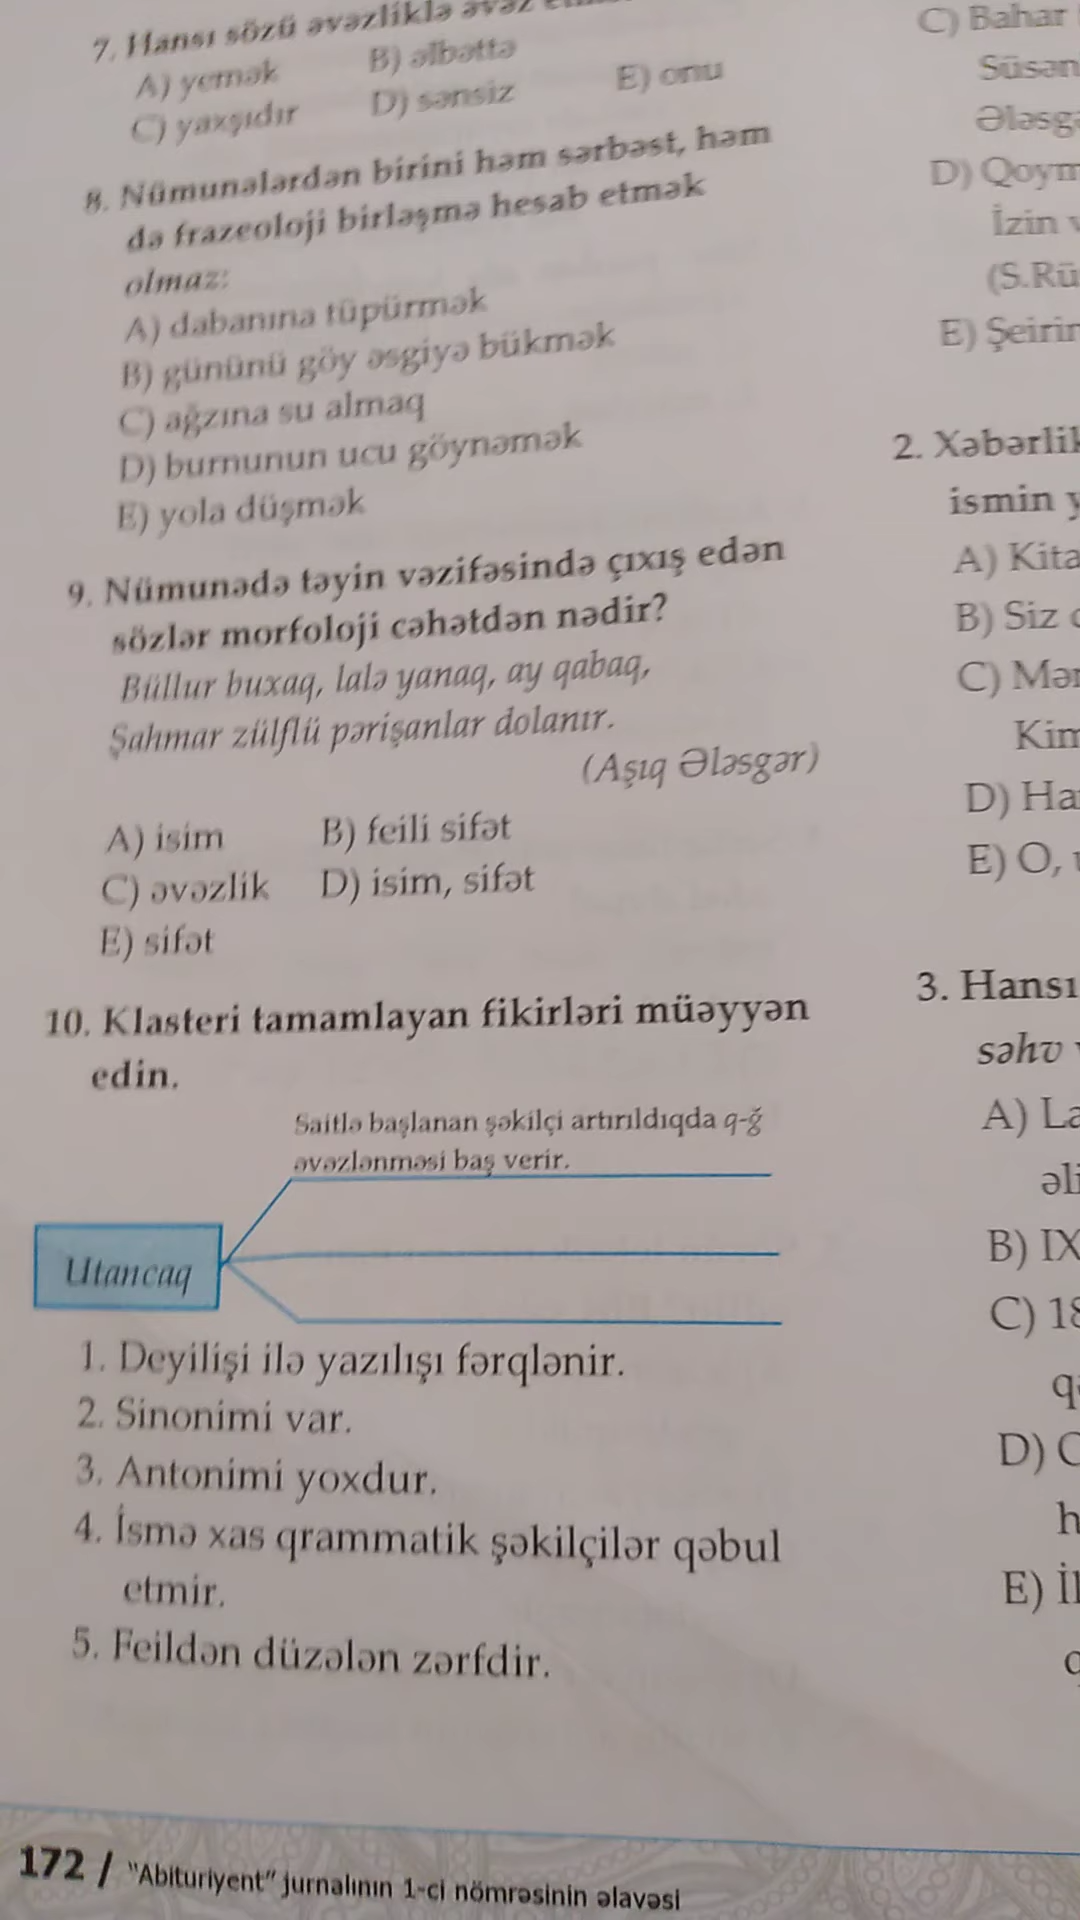 7. Hansı sözü əvəzliklə əvəz
A) yemək
B) əlbəttə
C) yaxşıdır
D) sənsiz
E) onu
8. Nümunələrdən birini həm sərbəst, həm
də frazeoloji birləşmə hesab etmək
olmaz:
A) dabanına tüpürmək
B) gününü göy əsgiyə bükmək
C) ağzına su almaq
D) burnunun ucu göynəmək
E) yola düşmək
9. Nümunədə təyin vəzifəsində çıxış edən
sözlər morfoloji cəhətdən nədir?
Büllur buxaq, lalə yanaq, ay qabaq,
Şahmar zülflü pərişanlar dolanır.
(Aşıq Ələsgər)
A) isim
B) feili sifət
C) əvəzlik
D) isim, sifət
E) sifət
10. Klasteri tamamlayan fikirləri müəyyən
edin.
Saitlə başlanan şəkilçi artırıldıqda q-ğ
əvəzlənməsi baş verir.
Utancaq
1. Deyilişi ilə yazılışı fərqlənir.
2. Sinonimi var.
3. Antonimi yoxdur.
4. İsmə xas qrammatik şəkilçilər qəbul
etmir.
5. Feildən düzələn zərfdir.
172 / "Abituriyent" jurnalının 1-ci nömrəsinin əlavəsi
C) Bahar
Süsən
Ələsgə
D) Qoym
İzin v
(S.Rü
E) Şeirin
2. Xəbərlik
ismin y
A) Kita
B) Siz
C) Mən
Kim
D) Ha
E) O,
3. Hansı
səhv
A) La
əli
B) IX
C) 18
q
D)
h
E) İl
q